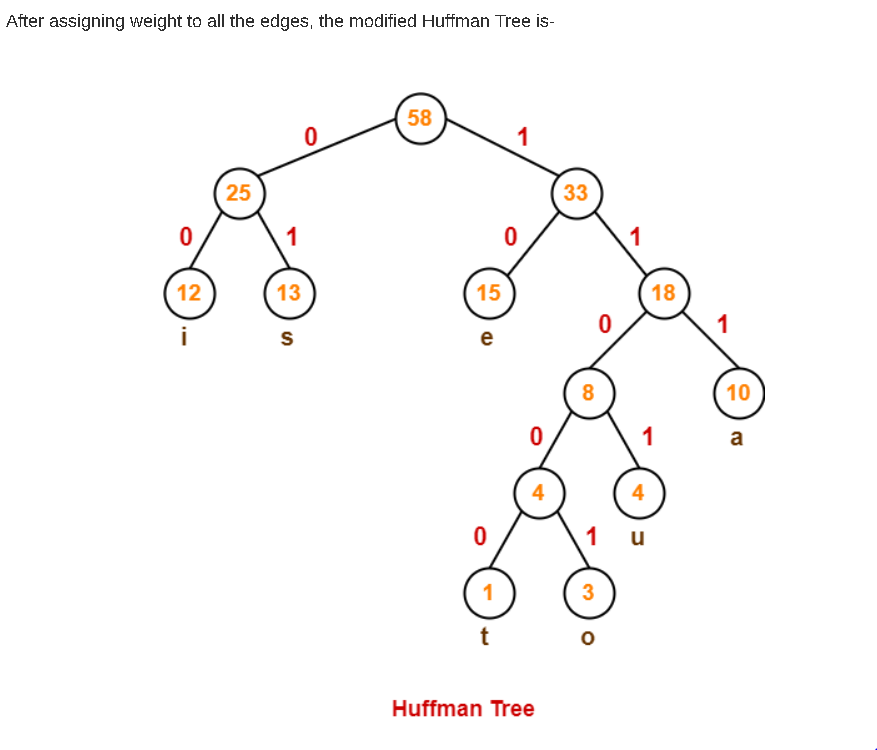 After assigning weight to all the edges, the modified Huffman Tree is-
58
0 1
25 33
0 1 0 1
12 13 15 18
i s e
0 1
8 10
a
0 1
4 4
u
0 1
1 3
t o
Huffman Tree